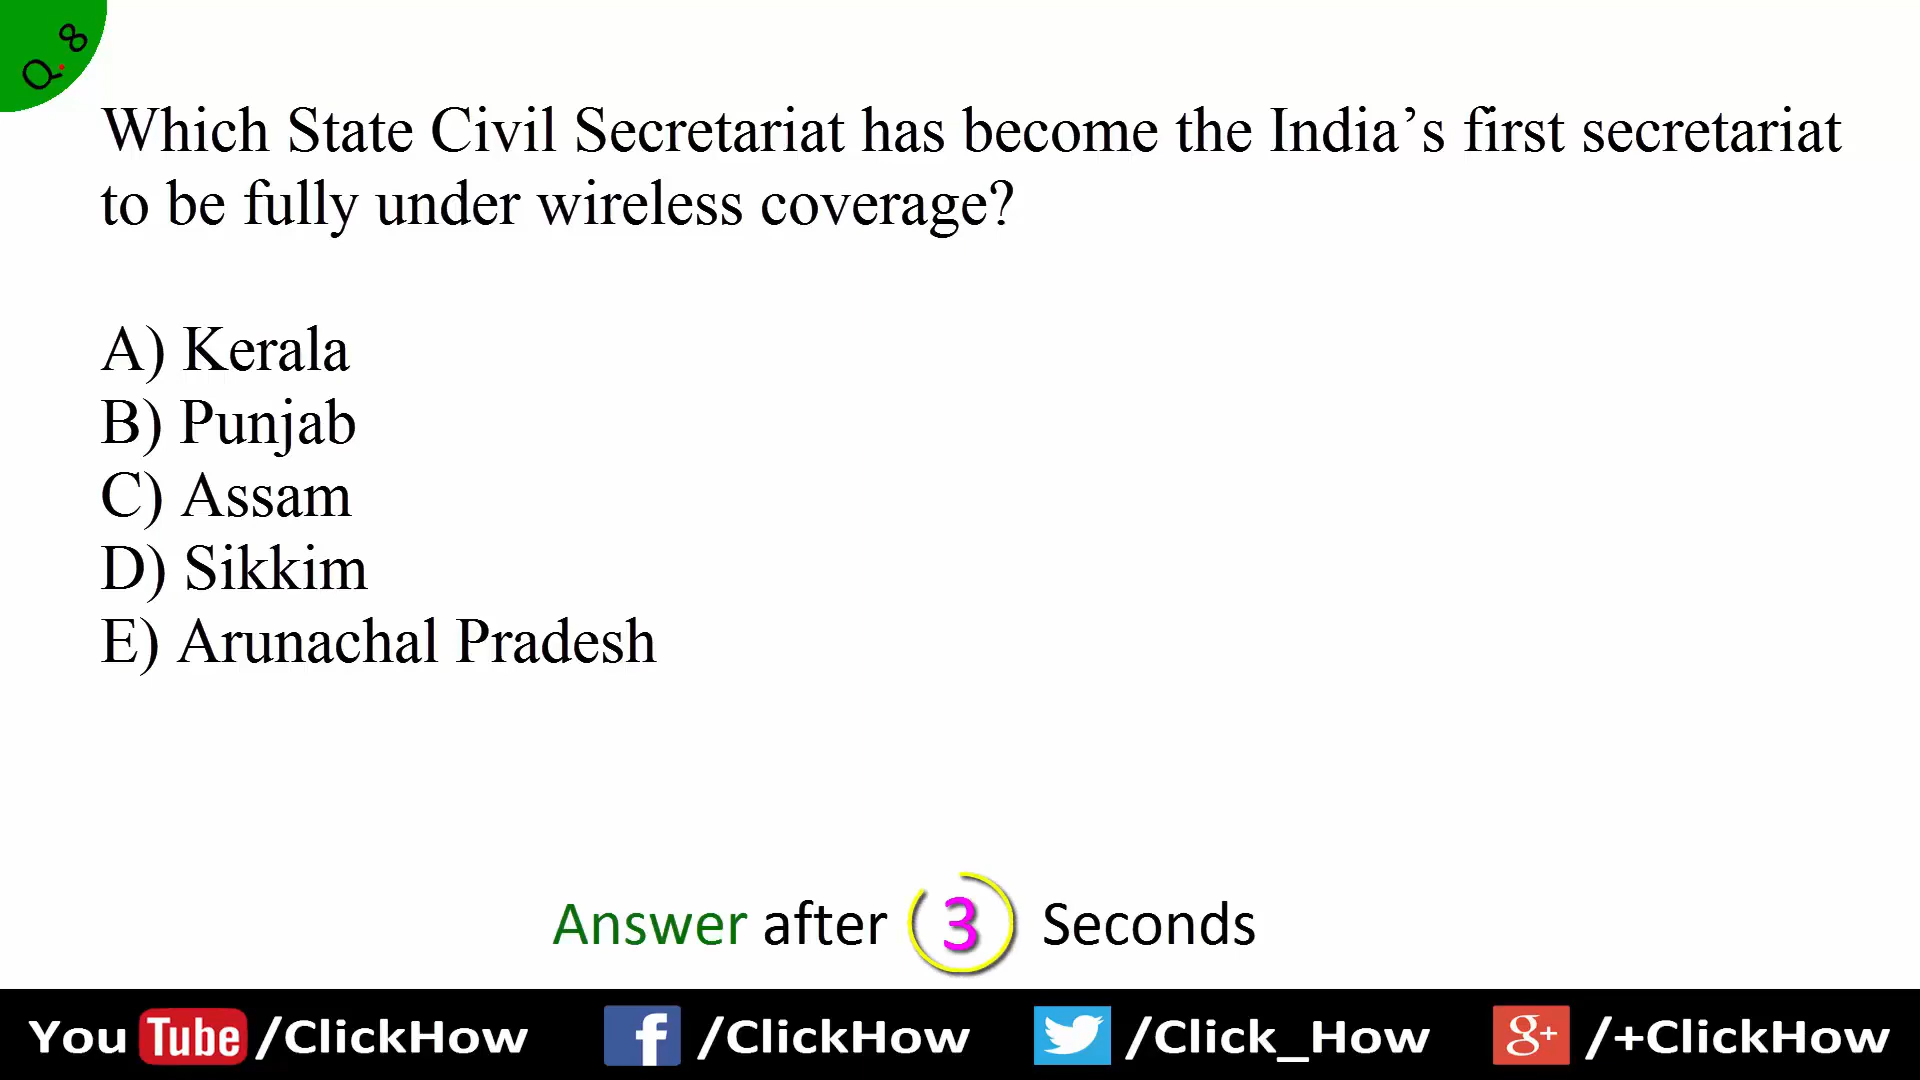 Q. 8
Which State Civil Secretariat has become the India’s first secretariat
to be fully under wireless coverage?
A) Kerala
B) Punjab
C) Assam
D) Sikkim
E) Arunachal Pradesh
Answer after 3 Seconds
You Tube /ClickHow f /ClickHow /Click_How g+ /+ClickHow